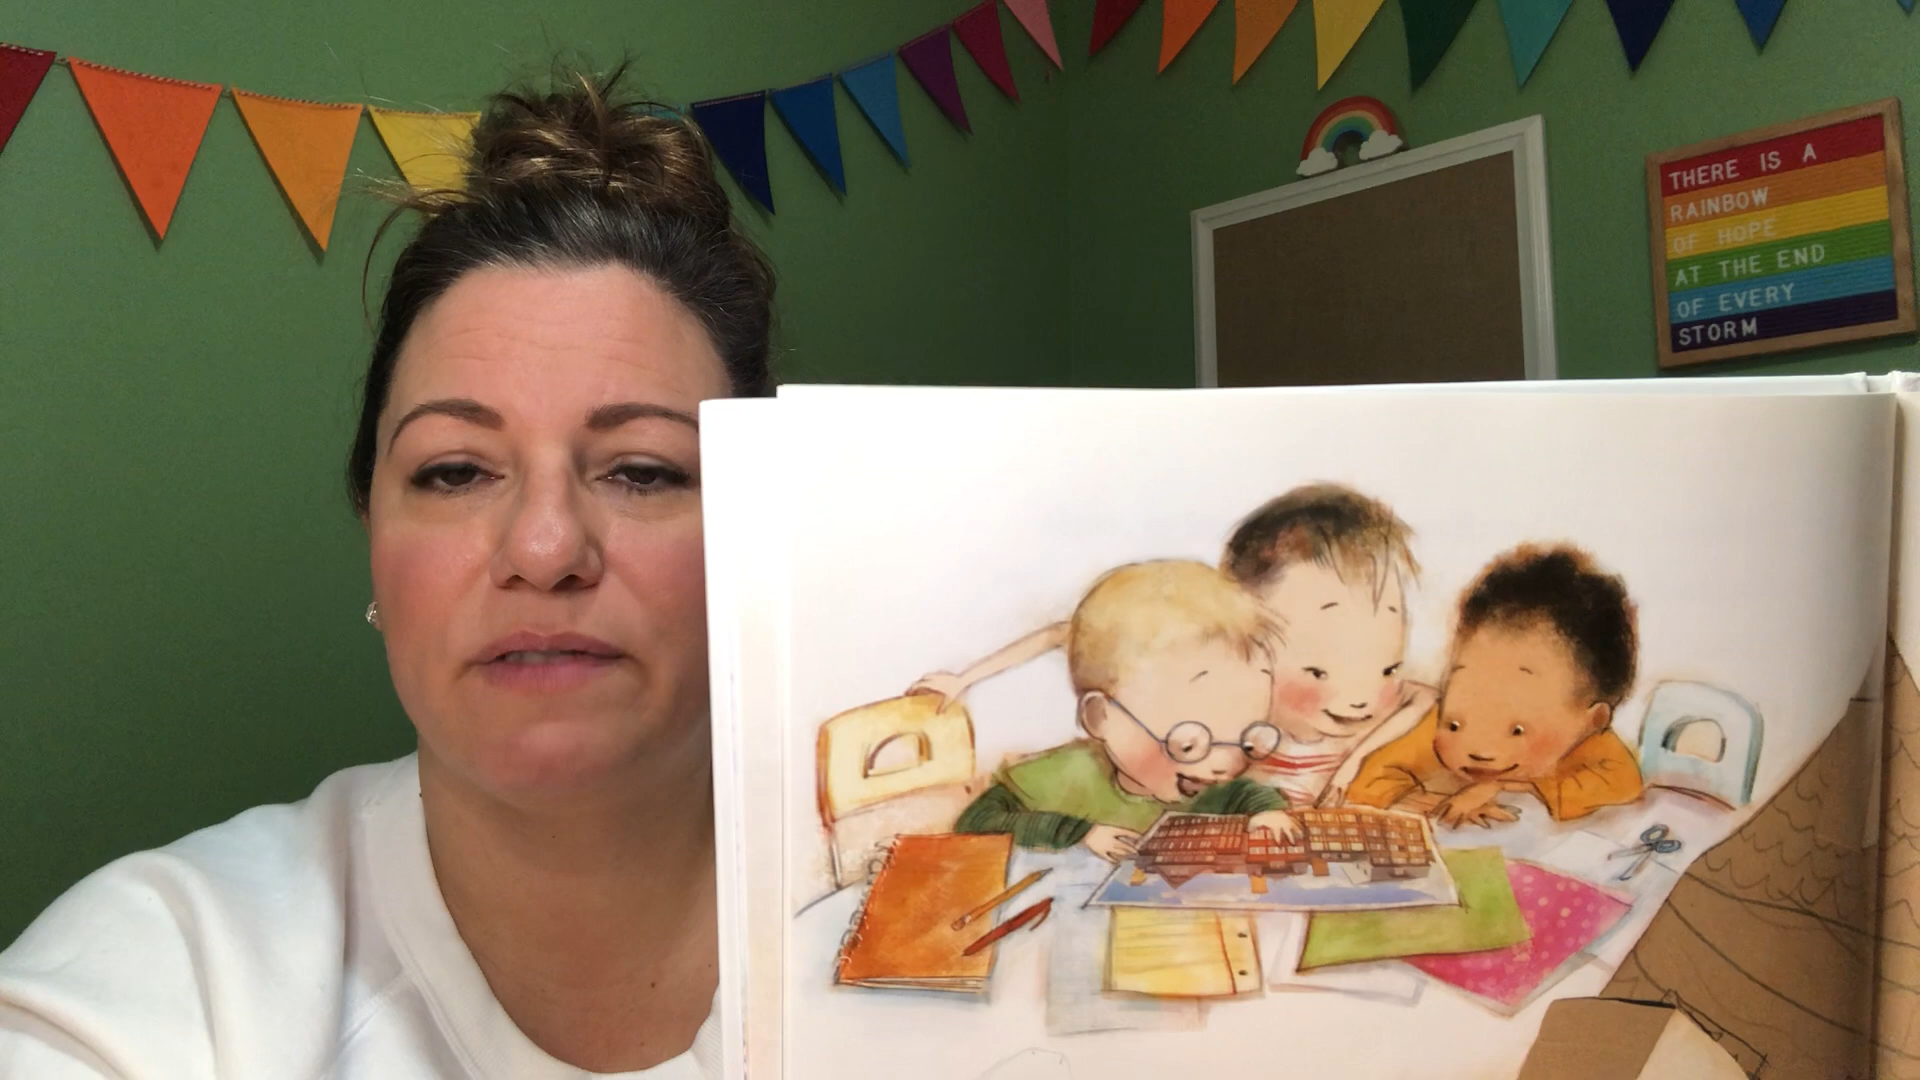 THERE IS A
RAINBOW
OF HOPE
AT THE END
OF EVERY
STORM